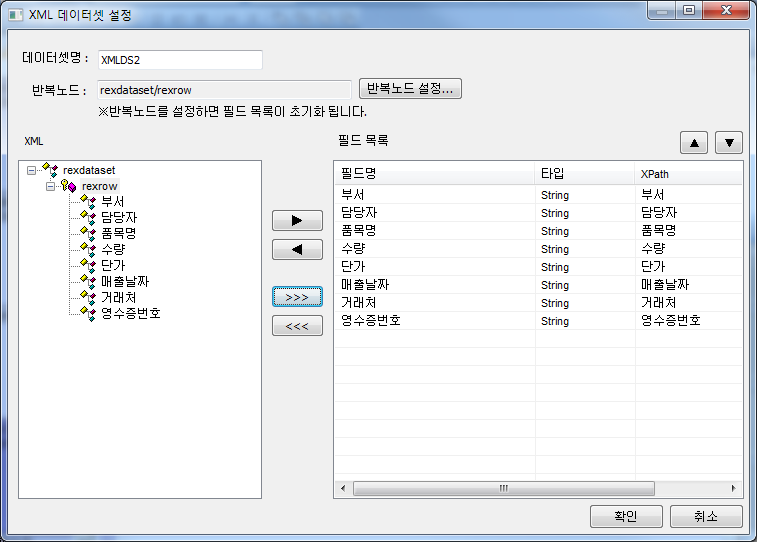 XML 데이터셋 설정
데이터셋명 : XMLDS2
반복노드 : rexdataset/rexrow 반복노드 설정...
※반복노드를 설정하면 필드 목록이 초기화 됩니다.
XML
rexdataset
rexrow
부서
담당자
품목명
수량
단가
매출날짜
거래처
영수증번호
▶
◀
>>>
<<<
필드 목록 ▲ ▼
필드명 타입 XPath
부서 String 부서
담당자 String 담당자
품목명 String 품목명
수량 String 수량
단가 String 단가
매출날짜 String 매출날짜
거래처 String 거래처
영수증번호 String 영수증번호
확인 취소